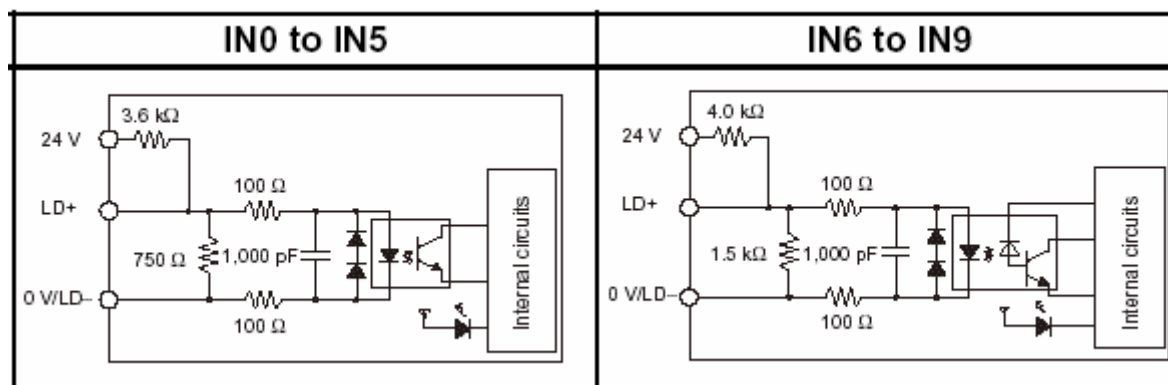 IN0 to IN5
IN6 to IN9
3.6 kΩ
24 V
100 Ω
LD+
750 Ω
1,000 pF
0 V/LD–
100 Ω
Internal circuits
4.0 kΩ
24 V
100 Ω
LD+
1.5 kΩ
1,000 pF
0 V/LD–
100 Ω
Internal circuits